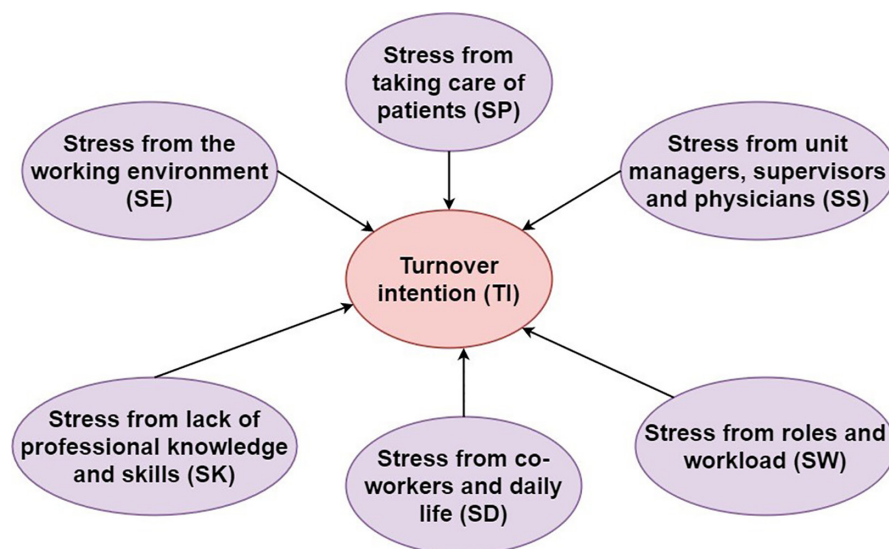 Stress from
taking care of
patients (SP)
Stress from the
working environment
(SE)
Stress from unit
managers, supervisors
and physicians (SS)
Turnover
intention (TI)
Stress from lack of
professional knowledge
and skills (SK)
Stress from co-
workers and daily
life (SD)
Stress from roles and
workload (SW)